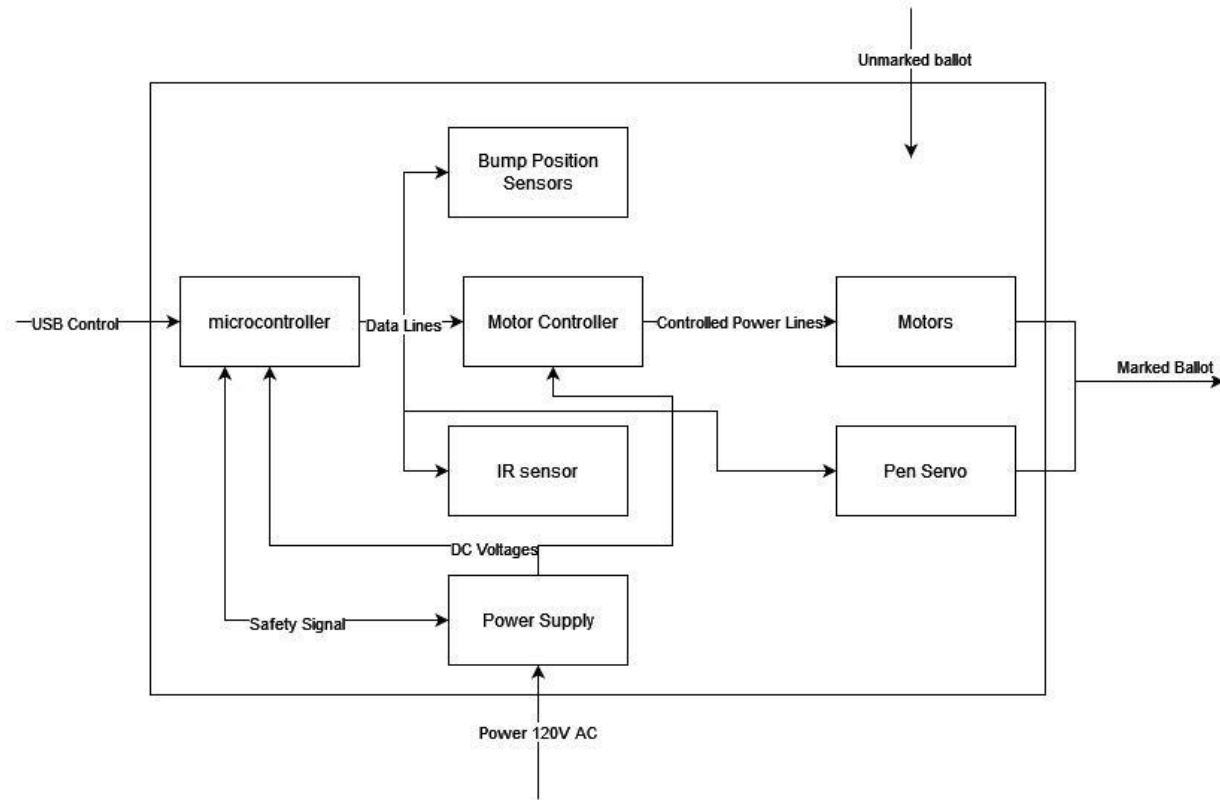 Unmarked ballot
Bump Position
Sensors
USB Control
microcontroller
Data Lines
Motor Controller
Controlled Power Lines
Motors
Marked Ballot
IR sensor
Pen Servo
DC Voltages
Safety Signal
Power Supply
Power 120V AC